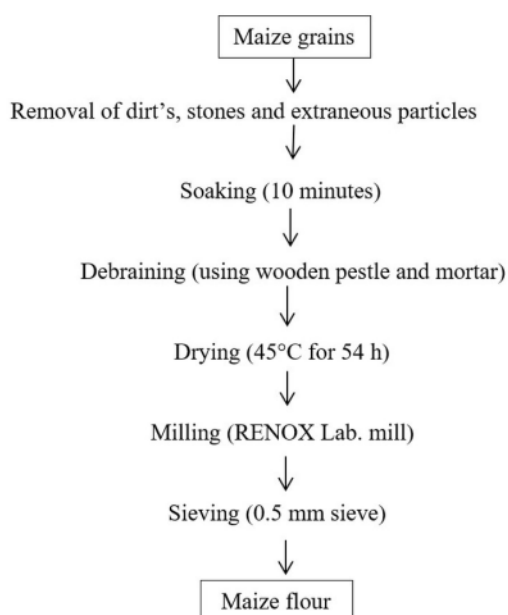 Maize grains
Removal of dirt’s, stones and extraneous particles
Soaking (10 minutes)
Debraining (using wooden pestle and mortar)
Drying (45°C for 54 h)
Milling (RENOX Lab. mill)
Sieving (0.5 mm sieve)
Maize flour